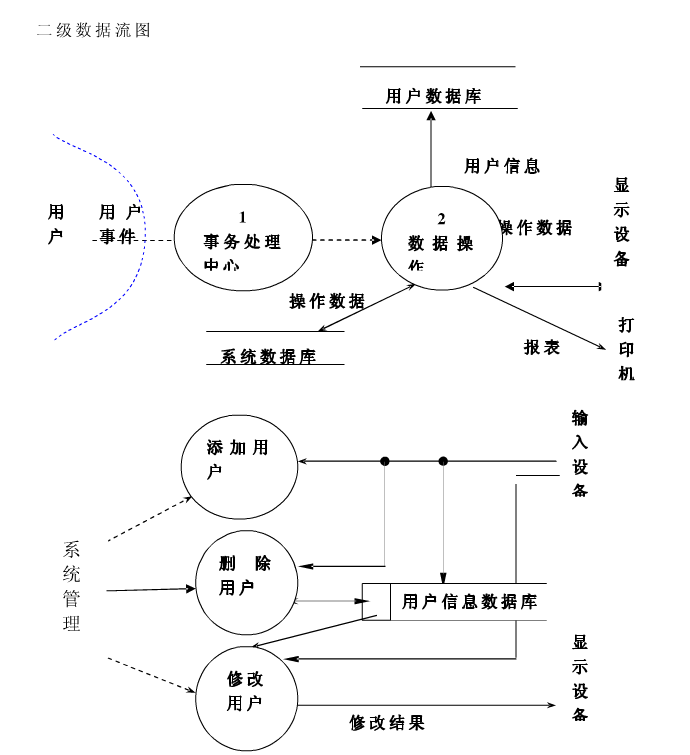 二级数据流图
用户数据库
用户信息
显示设备
用户
用户
事件
1
事务处理
中心
2
数据操
作
操作数据
操作数据
系统数据库
报表
打印机
添加用
户
输入设备
删除
用户
系统管理
用户信息数据库
修改
用户
修改结果
显示设备